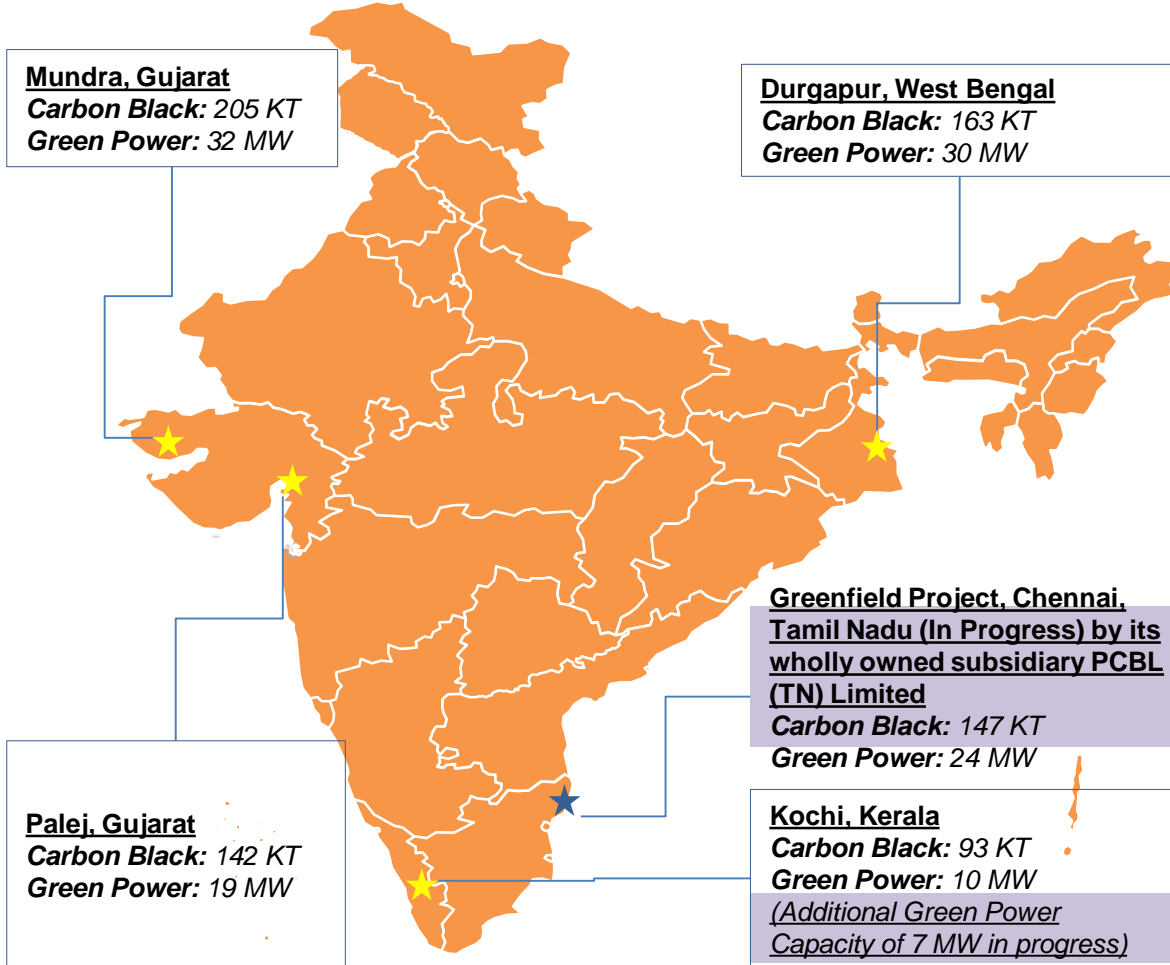 Mundra, Gujarat
Carbon Black: 205 KT
Green Power: 32 MW
Durgapur, West Bengal
Carbon Black: 163 KT
Green Power: 30 MW
Greenfield Project, Chennai,
Tamil Nadu (In Progress) by its
wholly owned subsidiary PCBL
(TN) Limited
Carbon Black: 147 KT
Green Power: 24 MW
Palej, Gujarat
Carbon Black: 142 KT
Green Power: 19 MW
Kochi, Kerala
Carbon Black: 93 KT
Green Power: 10 MW
(Additional Green Power
Capacity of 7 MW in progress)